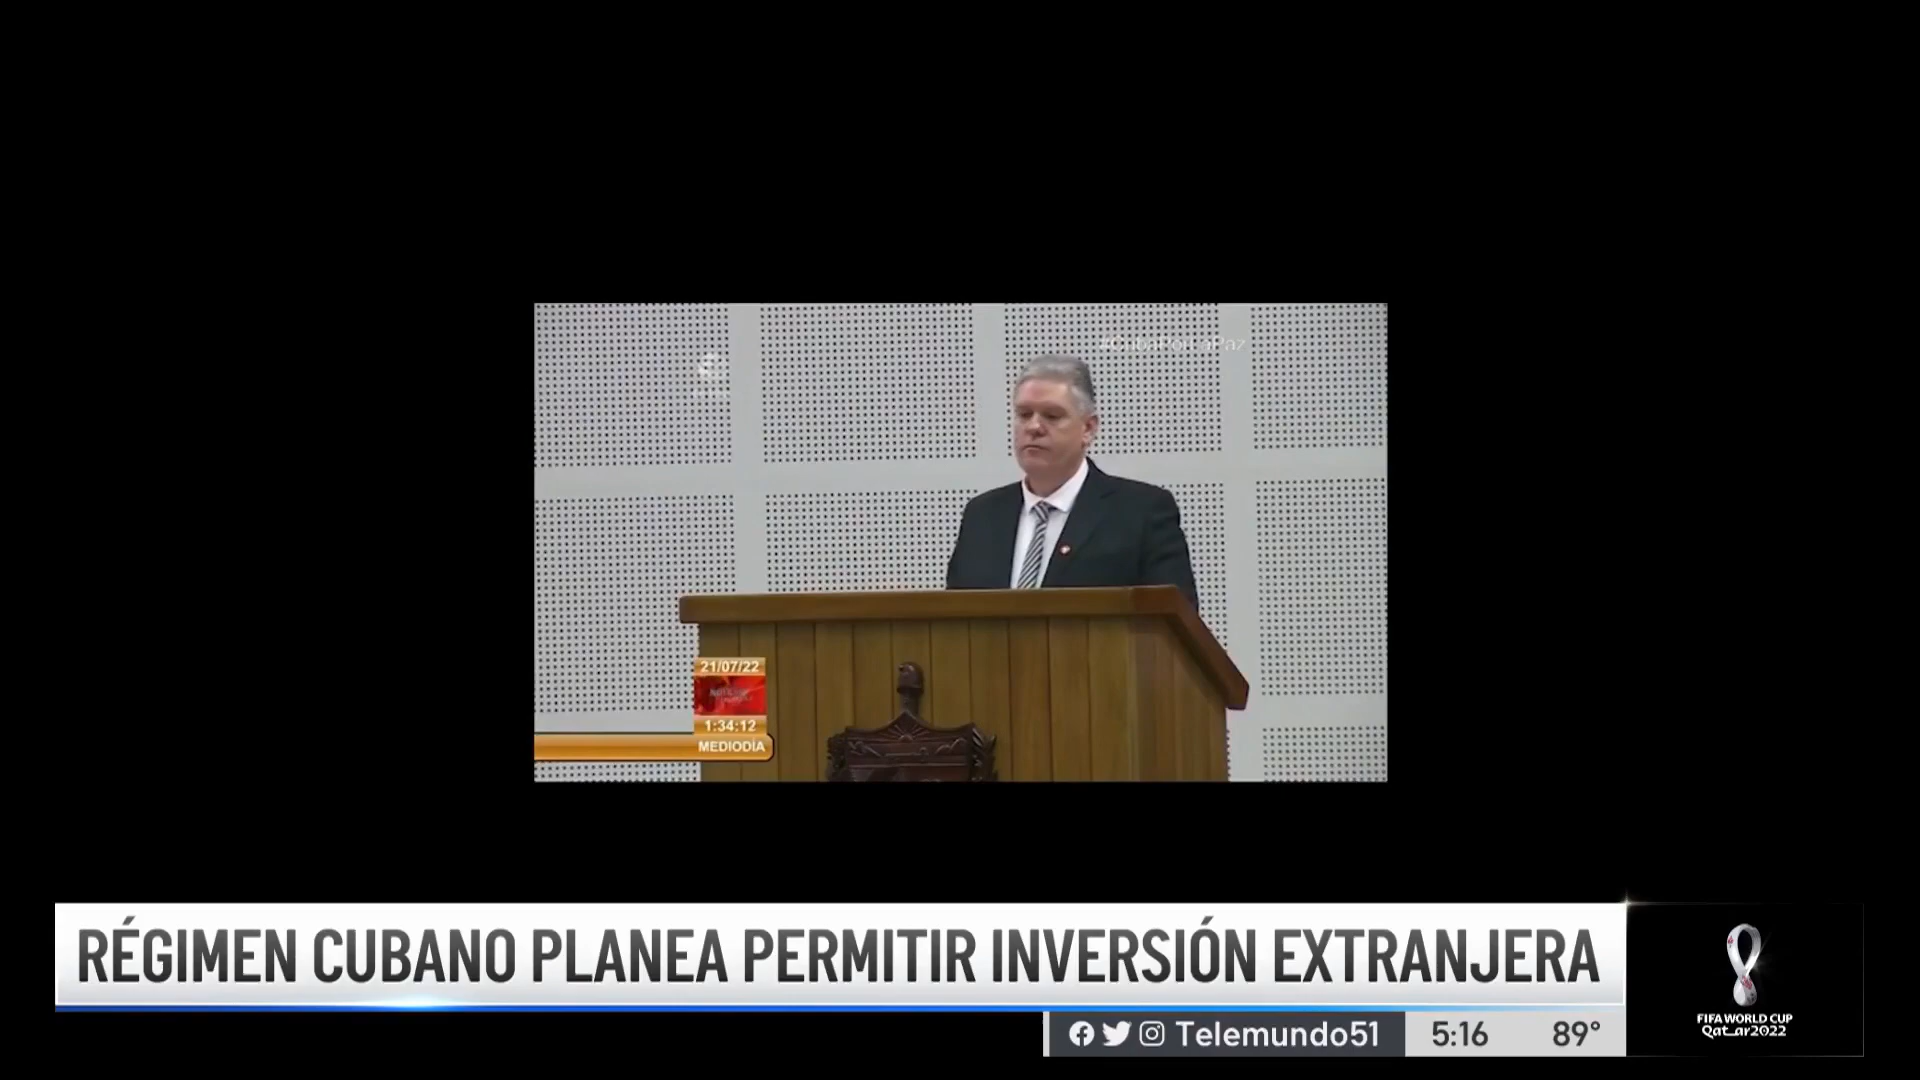 #CubaPorLaPaz
21/07/22
1:34:12
MEDIODÍA
RÉGIMEN CUBANO PLANEA PERMITIR INVERSIÓN EXTRANJERA
Telemundo51
5:16
89°
FIFA WORLD CUP
Qatar2022